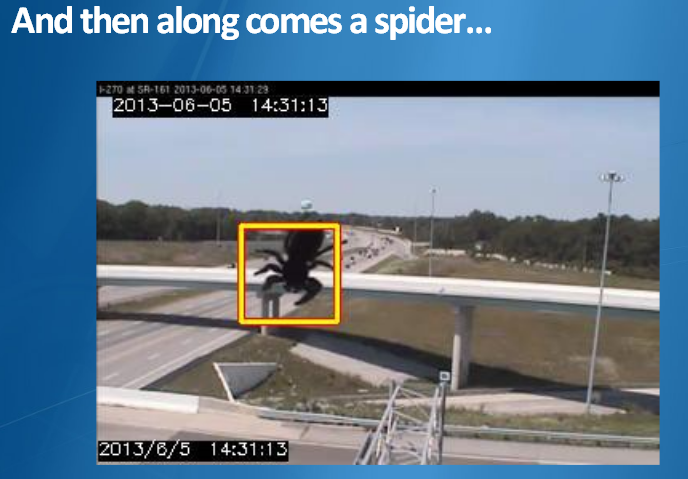 And then along comes a spider...
I-270 at SR-161 2013-06-05 14:31:29
2013-06-05 14:31:13
2013/6/5 14:31:13